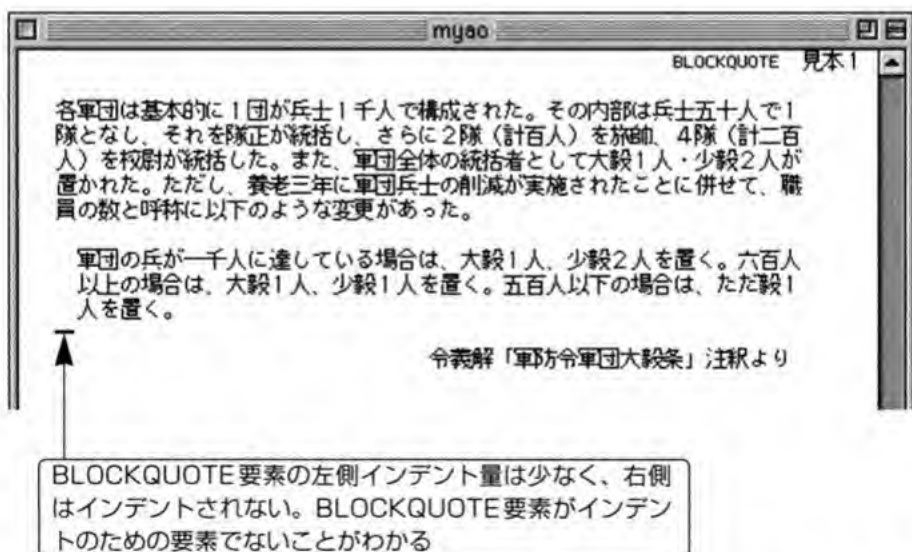 myao
BLOCKQUOTE 見本1
各軍団は基本的に1団が兵士1千人で構成された。その内部は兵士五十人で1
隊となし、それを隊正が統括し、さらに2隊（計百人）を旅帥、4隊（計二百
人）を校尉が統括した。また、軍団全体の統括者として大毅1人・少毅2人が
置かれた。ただし、養老三年に軍団兵士の削減が実施されたことに併せて、職
員の数と呼称に以下のような変更があった。
軍団の兵が一千人に達している場合は、大毅1人、少毅2人を置く。六百人
以上の場合は、大毅1人、少毅1人を置く。五百人以下の場合は、ただ毅1
人を置く。
令義解「軍防令軍団大毅条」注釈より
BLOCKQUOTE要素の左側インデント量は少なく、右側
はインデントされない。BLOCKQUOTE要素がインデン
トのための要素でないことがわかる